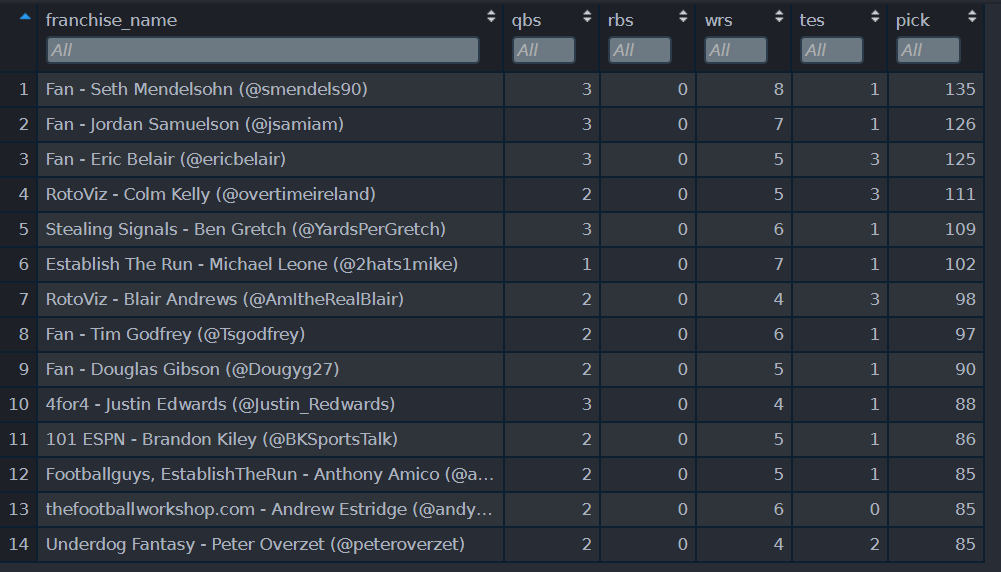 franchise_name qbs rbs wrs tes pick
All All All All All All
1 Fan - Seth Mendelsohn (@smendels90) 3 0 8 1 135
2 Fan - Jordan Samuelson (@jsamiam) 3 0 7 1 126
3 Fan - Eric Belair (@ericbelair) 3 0 5 3 125
4 RotoViz - Colm Kelly (@overtimeireland) 2 0 5 3 111
5 Stealing Signals - Ben Gretch (@YardsPerGretch) 3 0 6 1 109
6 Establish The Run - Michael Leone (@2hats1mike) 1 0 7 1 102
7 RotoViz - Blair Andrews (@AmItheRealBlair) 2 0 4 3 98
8 Fan - Tim Godfrey (@Tsgodfrey) 2 0 6 1 97
9 Fan - Douglas Gibson (@Dougyg27) 2 0 5 1 90
10 4for4 - Justin Edwards (@Justin_Redwards) 3 0 4 1 88
11 101 ESPN - Brandon Kiley (@BKSportsTalk) 2 0 5 1 86
12 Footballguys, EstablishTheRun - Anthony Amico (@a... 2 0 5 1 85
13 thefootballworkshop.com - Andrew Estridge (@andy... 2 0 6 0 85
14 Underdog Fantasy - Peter Overzet (@peteroverzet) 2 0 4 2 85